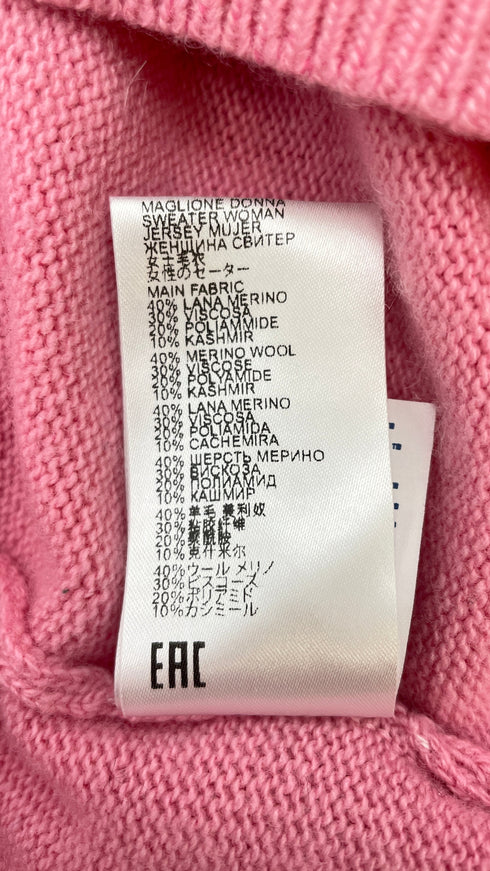 MAGLIONE DONNA
SWEATER WOMAN
JERSEY MUJER
ЖЕНЩИНА СВИТЕР
女士毛衣
女性のセーター
MAIN FABRIC
40% LANA MERINO
30% VISCOSA
20% POLIAMMIDE
10% KASHMIR
40% MERINO WOOL
30% VISCOSE
20% POLYAMIDE
10% KASHMIR
40% LANA MERINO
30% VISCOSA
20% POLIAMIDA
10% CACHEMIRA
40% ШЕРСТЬ МЕРИНО
30% ВИСКОЗА
20% ПОЛИАМИД
10% КАШМИР
40% 羊毛 美利奴
30% 粘胶纤维
20% 聚酰胺
10% 克什米尔
40% ウール メリノ
30% ビスコース
20% ポリアミド
10% カシミール
EAC